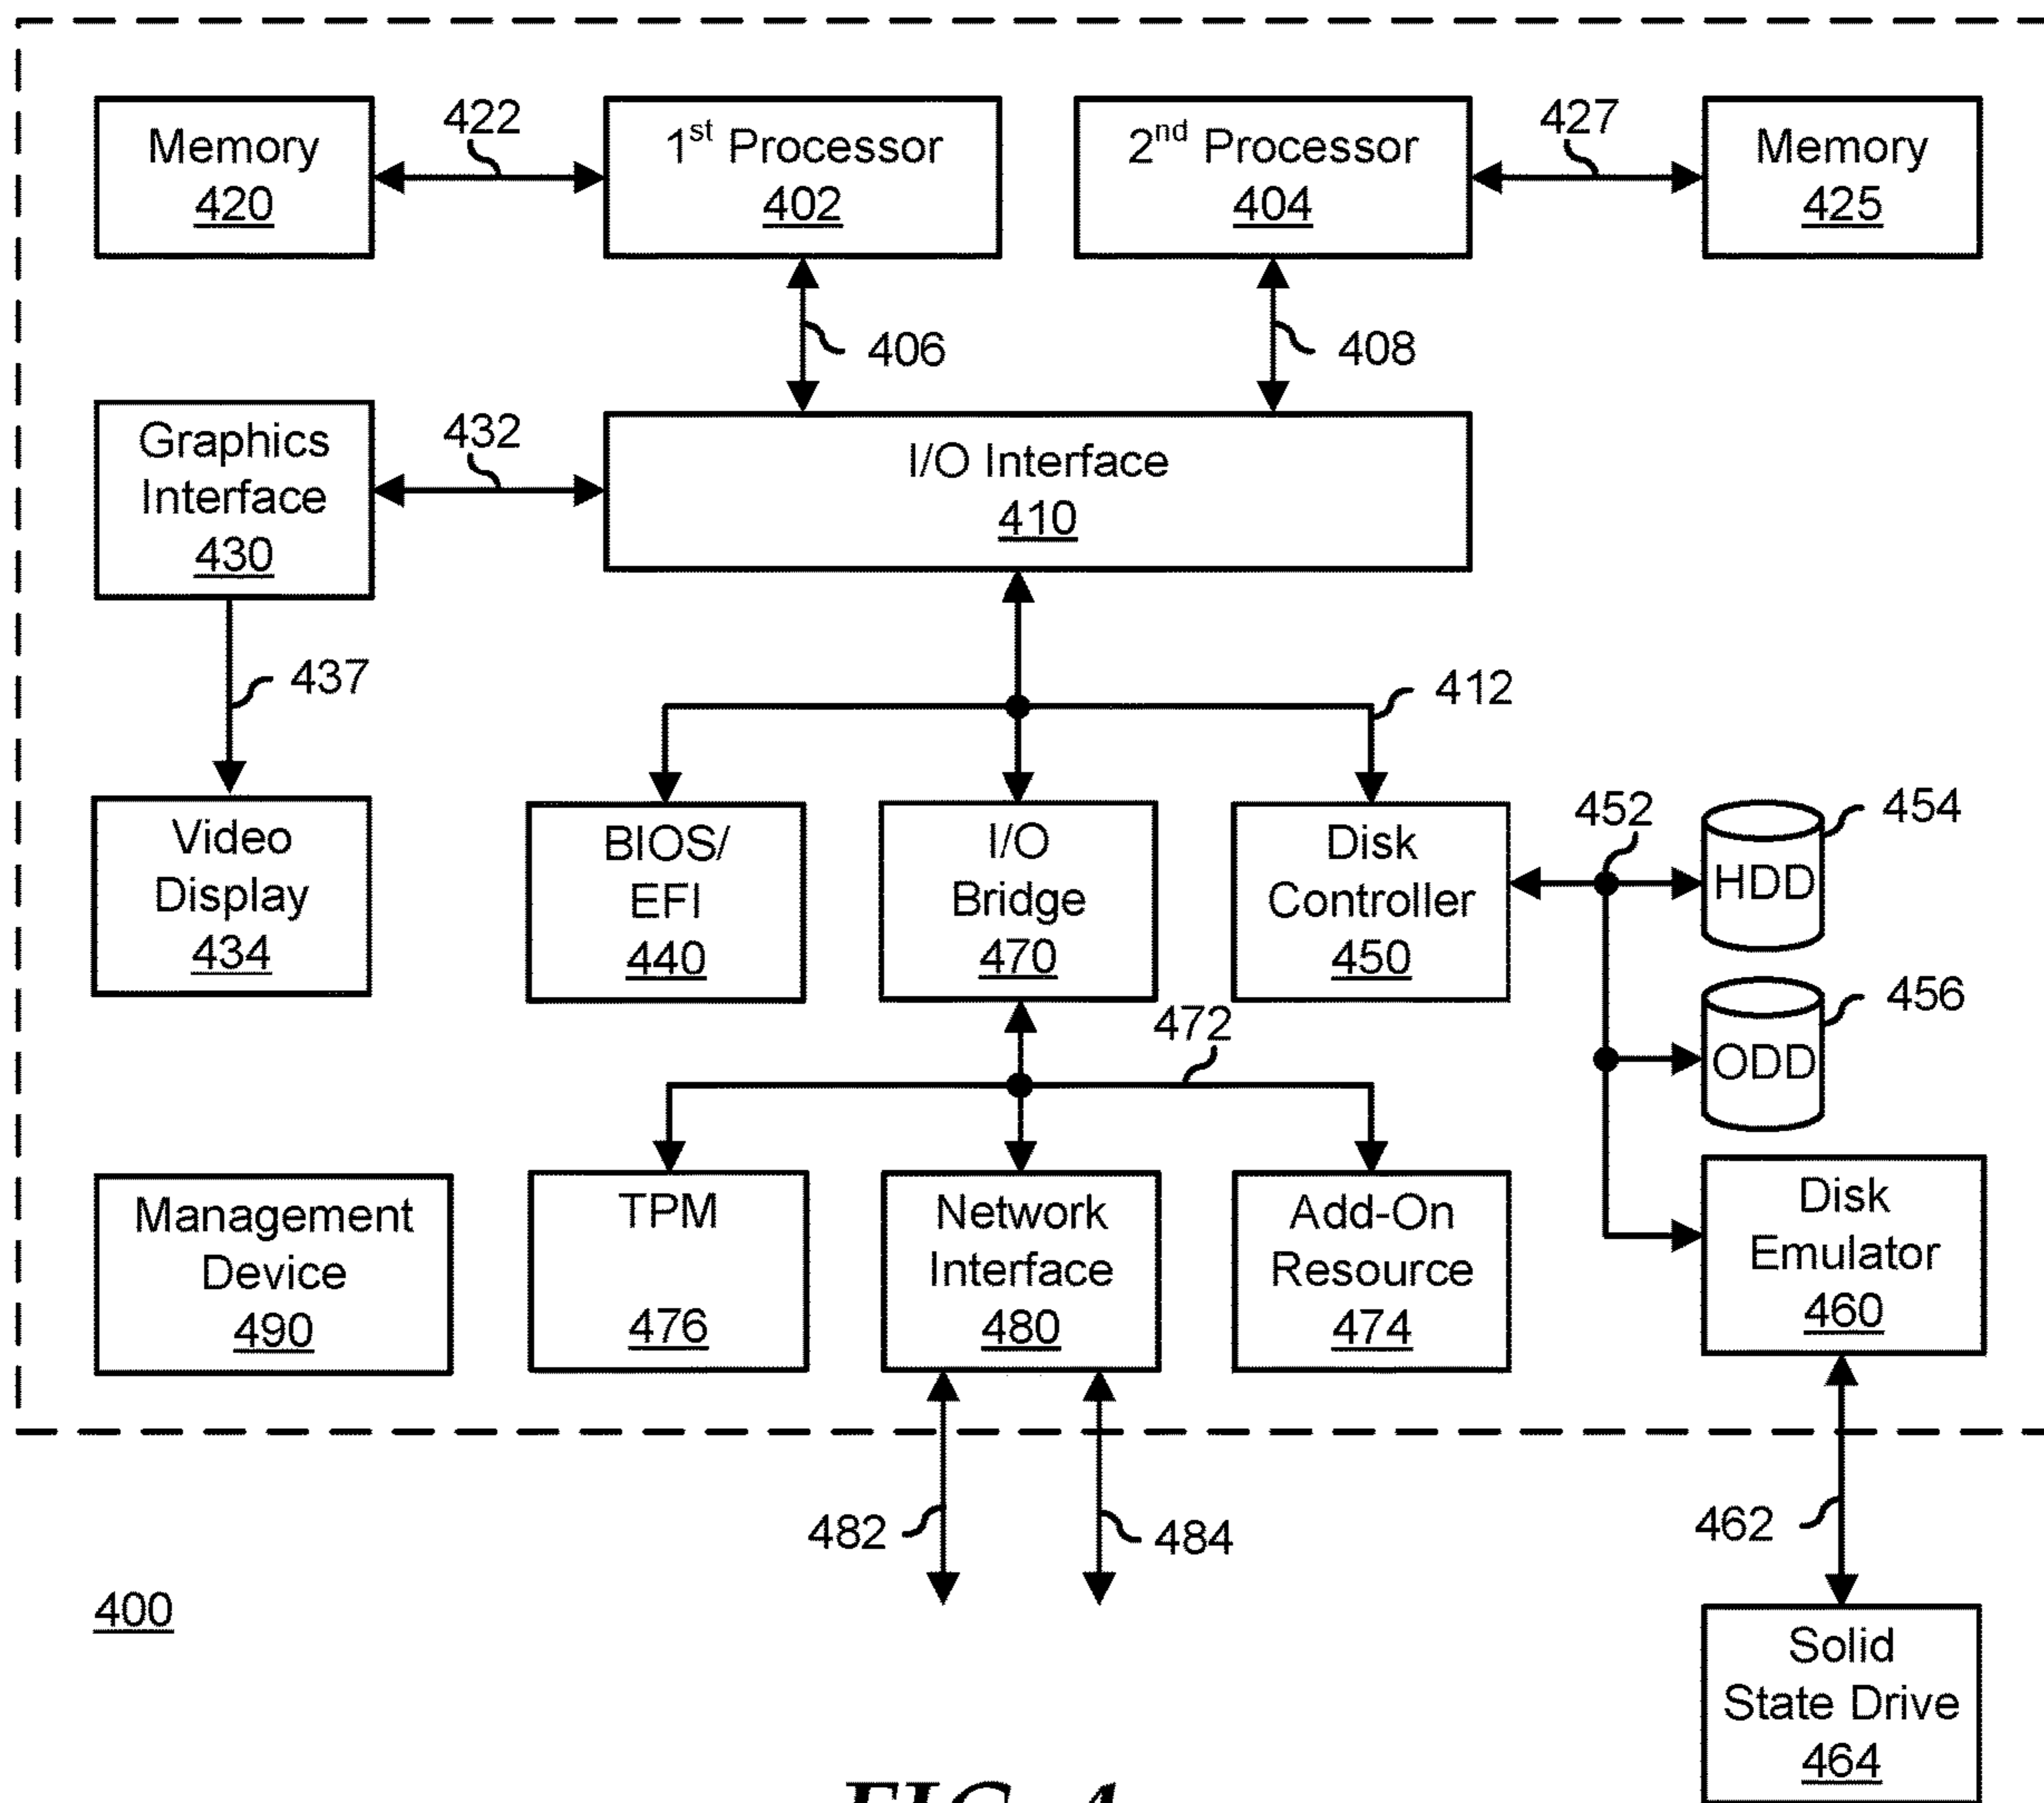 Memory
420
422
1st Processor
402
2nd Processor
404
427
Memory
425
406
408
Graphics
Interface
430
432
I/O Interface
410
437
412
Video
Display
434
BIOS/
EFI
440
I/O
Bridge
470
Disk
Controller
450
452
454
HDD
456
ODD
472
Management
Device
490
TPM
476
Network
Interface
480
Add-On
Resource
474
Disk
Emulator
460
482
484
462
400
Solid
State Drive
464
FIG. 4